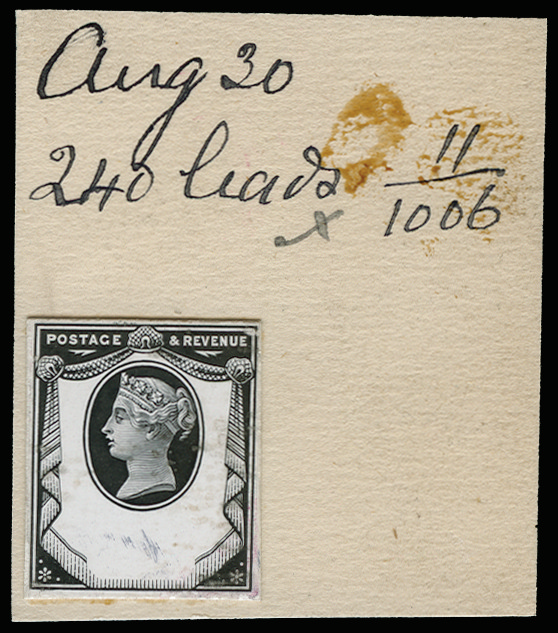 Aug 30
240 leads 11/1006
x
POSTAGE & REVENUE